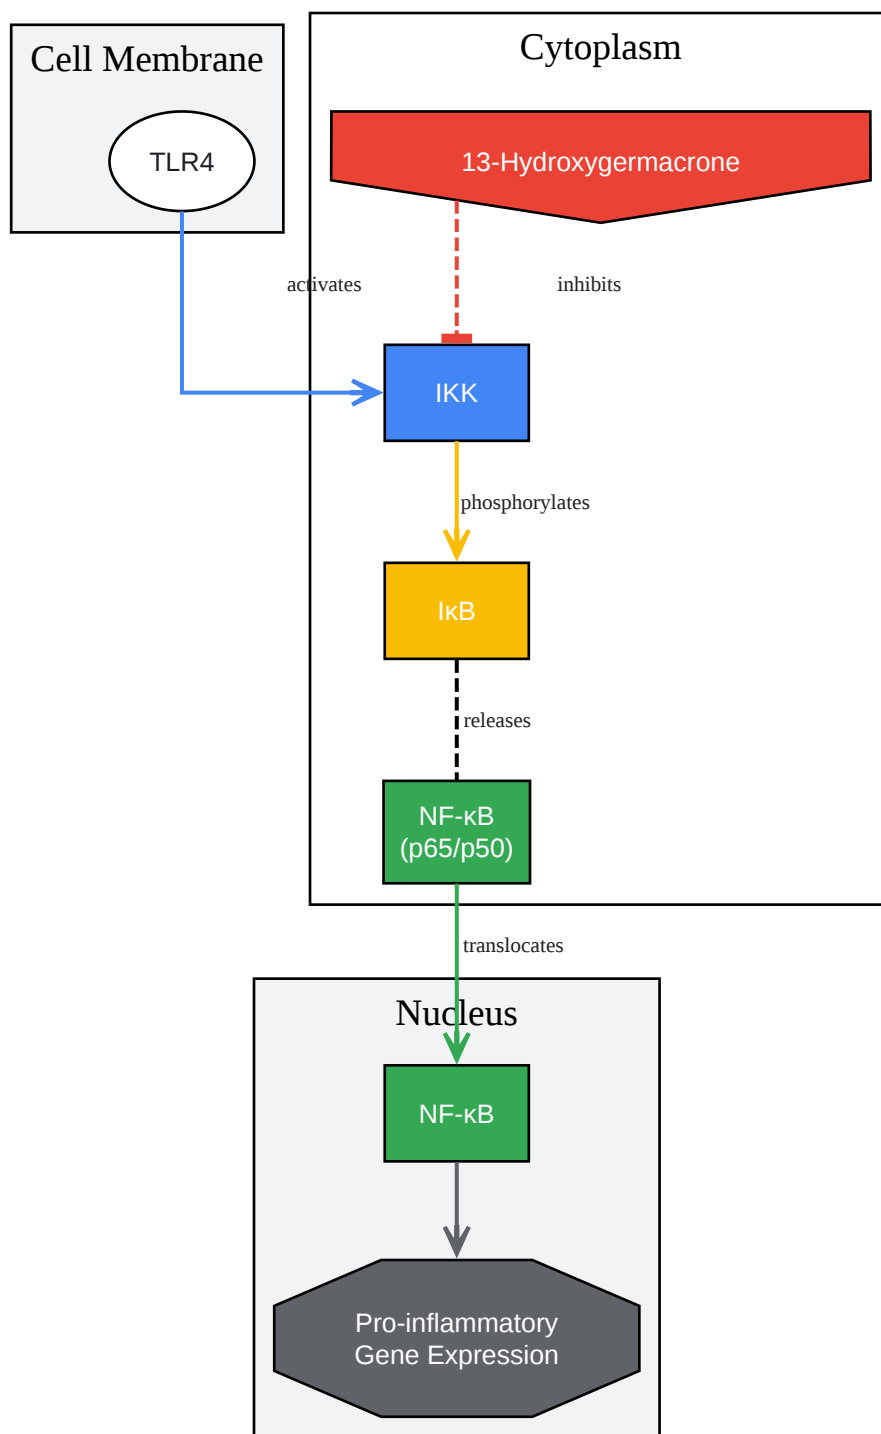 Cell Membrane
Cytoplasm
TLR4
13-Hydroxygermacrone
activates
inhibits
IKK
phosphorylates
IκB
releases
NF-κB
(p65/p50)
translocates
Nucleus
NF-κB
Pro-inflammatory
Gene Expression